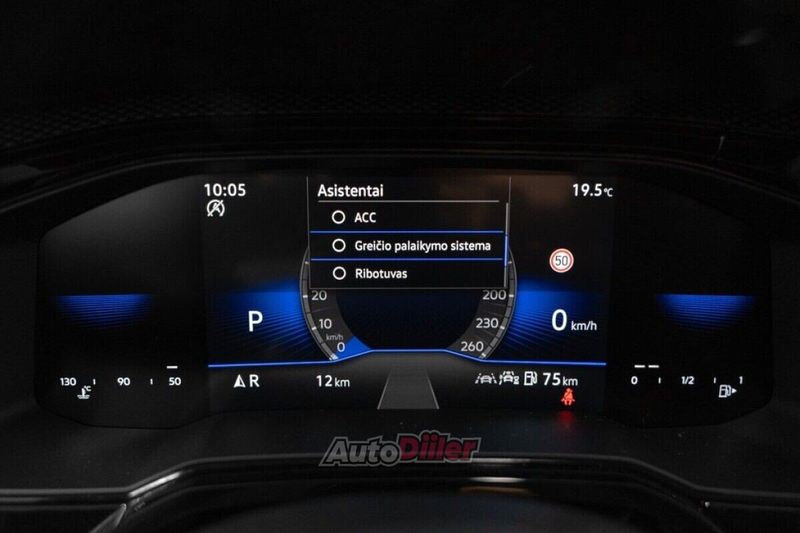 10:05
Asistentai
19.5°C
ACC
Greičio palaikymo sistema
50
Ribotuvas
20
200
P
10
230
0 km/h
km/h
0
260
130
90
50
°C
R
12 km
75 km
0
1/2
1
AutoDiiler